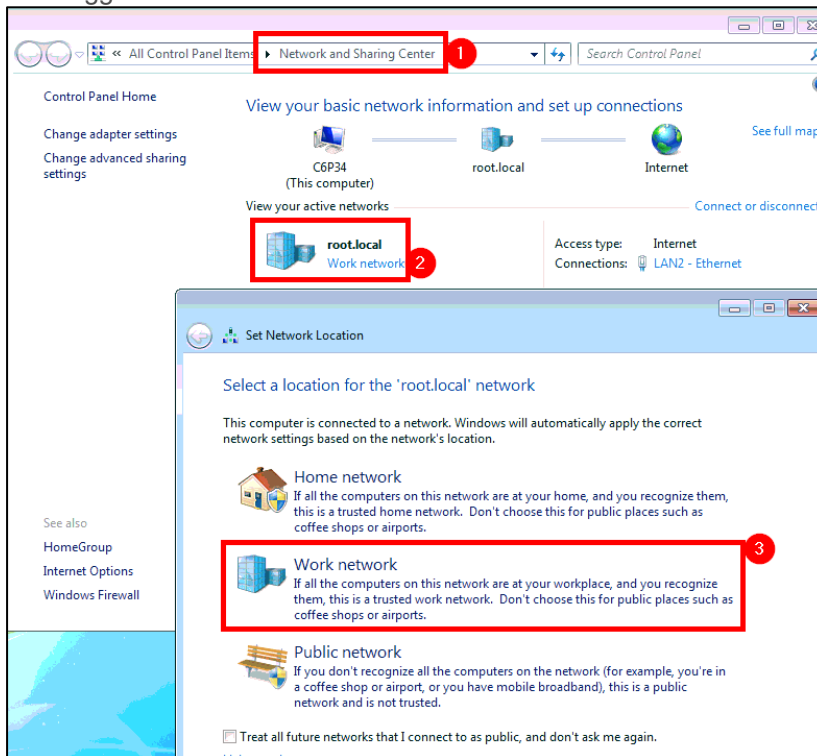 « All Control Panel Items ▸ Network and Sharing Center
1
Search Control Panel
Control Panel Home
Change adapter settings
Change advanced sharing
settings
View your basic network information and set up connections
See full map
C6P34
(This computer)
root.local
Internet
View your active networks
Connect or disconnect
root.local
Work network
2
Access type: Internet
Connections: LAN2 - Ethernet
Set Network Location
Select a location for the 'root.local' network
This computer is connected to a network. Windows will automatically apply the correct
network settings based on the network's location.
Home network
If all the computers on this network are at your home, and you recognize them,
this is a trusted home network. Don't choose this for public places such as
coffee shops or airports.
3
Work network
If all the computers on this network are at your workplace, and you recognize
them, this is a trusted work network. Don't choose this for public places such as
coffee shops or airports.
Public network
If you don't recognize all the computers on the network (for example, you're in
a coffee shop or airport, or you have mobile broadband), this is a public
network and is not trusted.
Treat all future networks that I connect to as public, and don't ask me again.
See also
HomeGroup
Internet Options
Windows Firewall